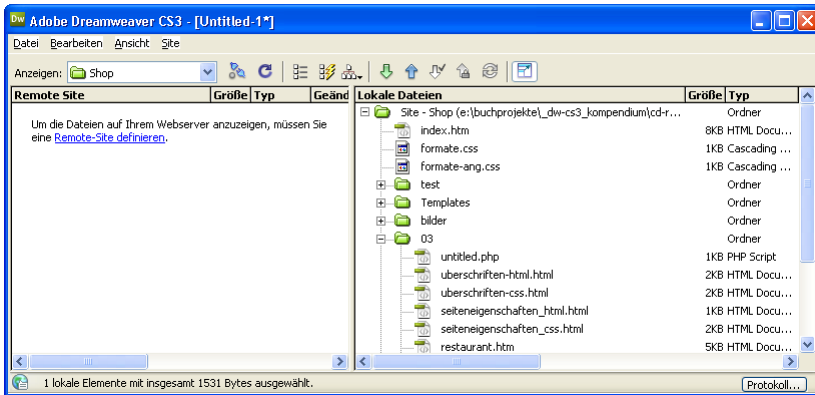 Dw Adobe Dreamweaver CS3 - [Untitled-1*]
Datei Bearbeiten Ansicht Site
Anzeigen: Shop
Remote Site Größe Typ Geänd Lokale Dateien Größe Typ
Um die Dateien auf Ihrem Webserver anzuzeigen, müssen Sie
eine Remote-Site definieren.
Site - Shop (e:\buchprojekte\_dw-cs3_kompendium\cd-r... Ordner
index.htm 8KB HTML Docu...
formate.css 1KB Cascading ...
formate-ang.css 1KB Cascading ...
test Ordner
Templates Ordner
bilder Ordner
03 Ordner
untitled.php 1KB PHP Script
uberschriften-html.html 2KB HTML Docu...
uberschriften-css.html 2KB HTML Docu...
seiteneigenschaften_html.html 1KB HTML Docu...
seiteneigenschaften_css.html 2KB HTML Docu...
restaurant.htm 5KB HTML Docu...
1 lokale Elemente mit insgesamt 1531 Bytes ausgewählt. Protokoll...